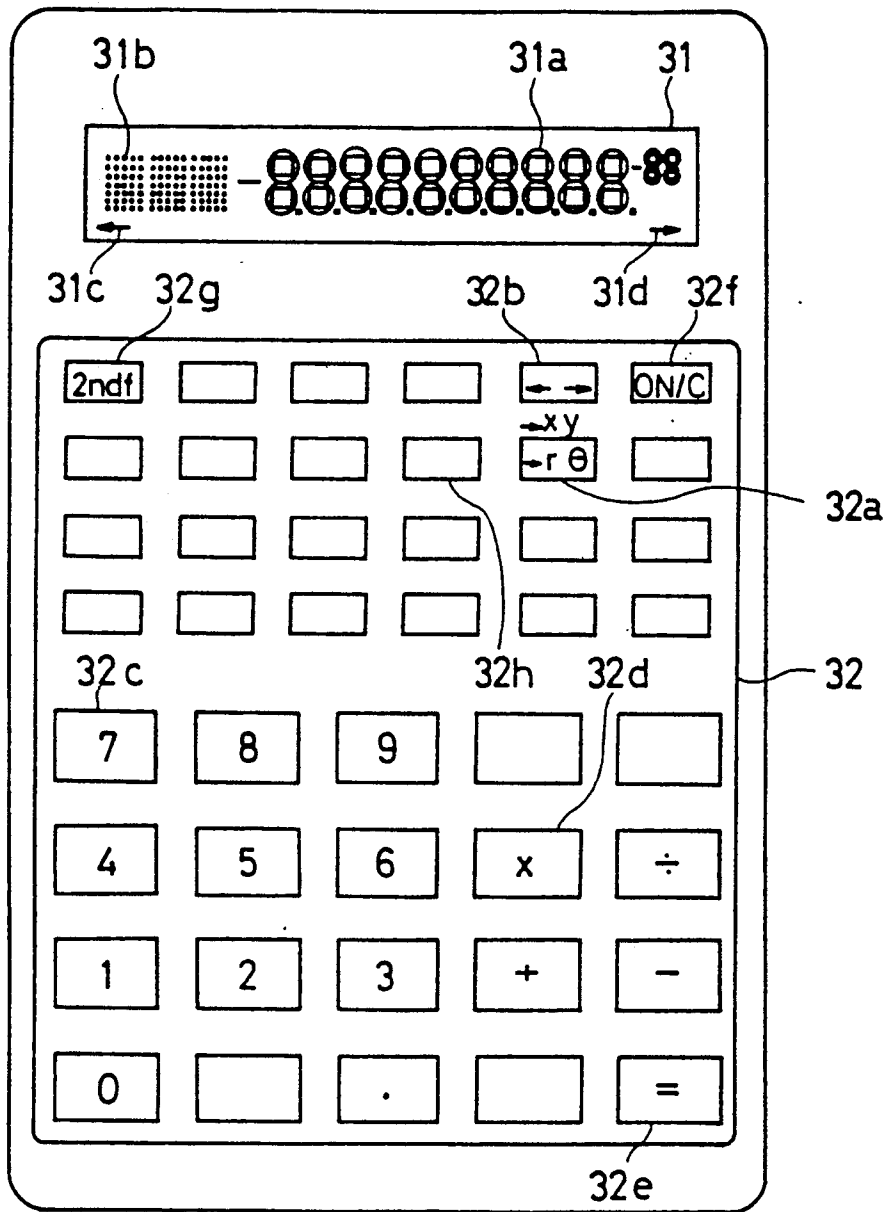 31b 31a 31
31c 32g 32b 31d 32f
2ndf ← → ON/C
→xy
→r θ
32a
32c 32h 32d 32
7 8 9
4 5 6 x ÷
1 2 3 + −
0 . =
32e